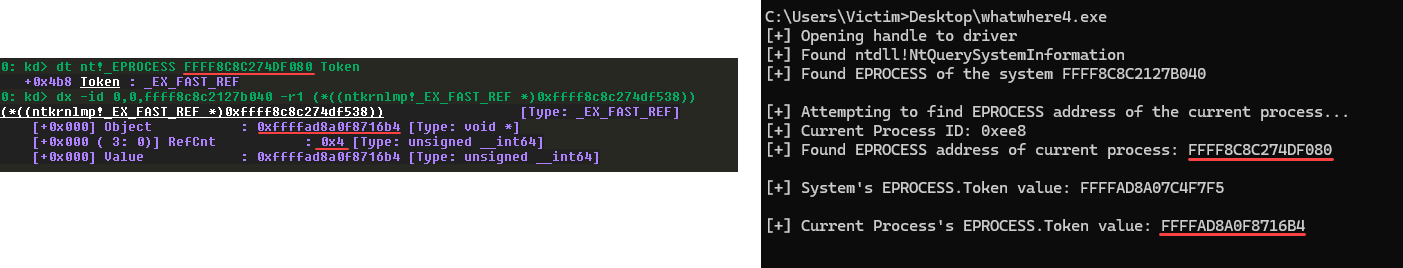 0: kd> dt nt!_EPROCESS FFFF8C8C274DF080 Token
+0x4b8 Token : _EX_FAST_REF
0: kd> dx -id 0,0,ffff8c8c2127b040 -r1 (*((ntkrnlmp!_EX_FAST_REF *)0xffff8c8c274df538))
(*((ntkrnlmp!_EX_FAST_REF *)0xffff8c8c274df538)) [Type: _EX_FAST_REF]
[+0x000] Object : 0xffffad8a0f8716b4 [Type: void *]
[+0x000 ( 3: 0)] RefCnt : 0x4 [Type: unsigned __int64]
[+0x000] Value : 0xffffad8a0f8716b4 [Type: unsigned __int64]
C:\Users\Victim>Desktop\whatwhere4.exe
[+] Opening handle to driver
[+] Found ntdll!NtQuerySystemInformation
[+] Found EPROCESS of the system FFFF8C8C2127B040
[+] Attempting to find EPROCESS address of the current process...
[+] Current Process ID: 0xee8
[+] Found EPROCESS address of current process: FFFF8C8C274DF080
[+] System's EPROCESS.Token value: FFFFAD8A07C4F7F5
[+] Current Process's EPROCESS.Token value: FFFFAD8A0F8716B4